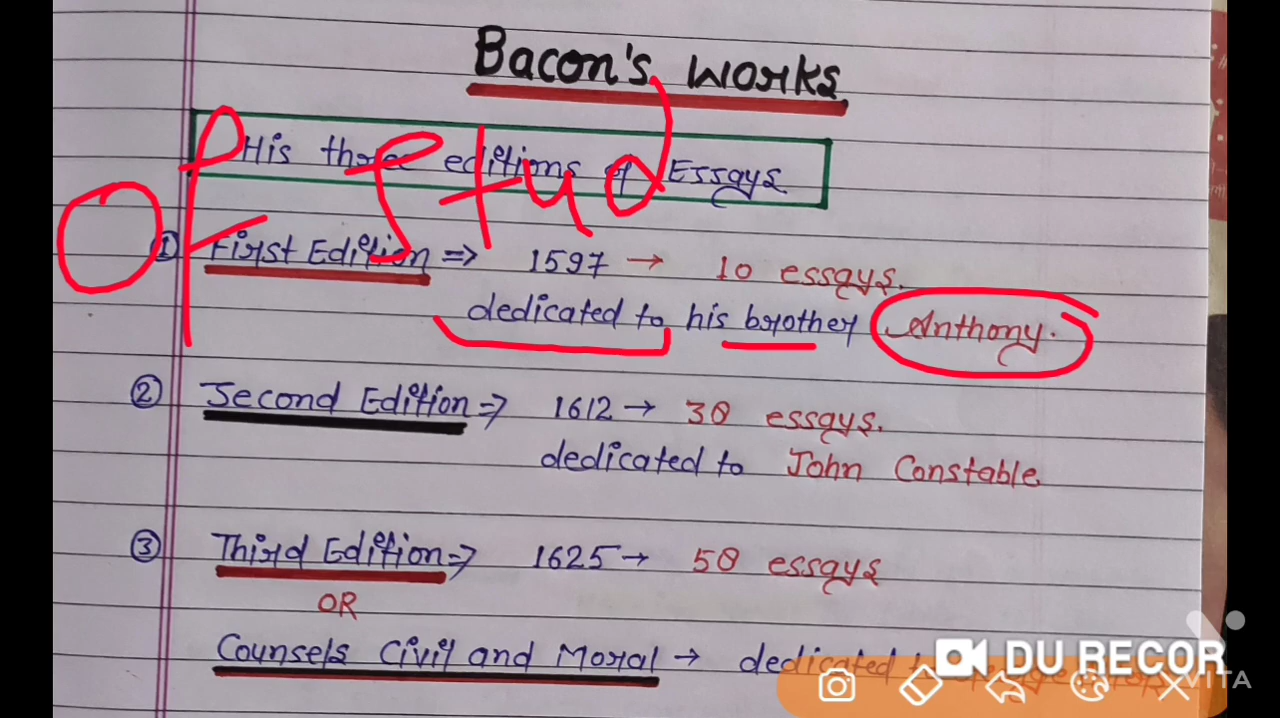 Bacon's works
His three editions of Essays
Of Stud
① First Edition ⇒ 1597 → 10 essays.
dedicated to his brother Anthony.
② Second Edition ⇒ 1612 → 38 essays.
dedicated to John Constable
③ Third Edition ⇒ 1625 → 58 essays
OR
Counsels Civil and Moral → dedicated
DU RECOR
VITA